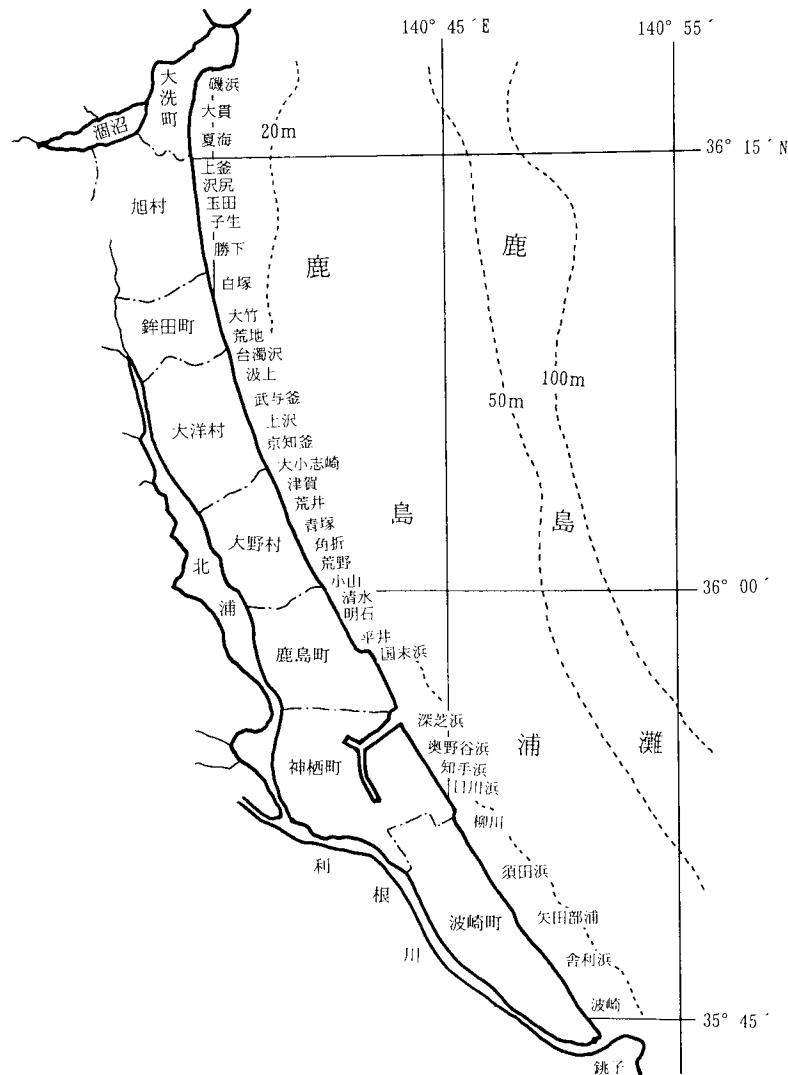 140° 45´E
140° 55´
磯浜
大洗町
大貫
涸沼
夏海
20m
36° 15´N
上釜
沢尻
玉田
子生
旭村
勝下
鹿
鹿
白塚
鉾田町
大竹
荒地
台濁沢
汲上
50m
100m
武与釜
上沢
大洋村
京知釜
大小志崎
津賀
荒井
島
島
青塚
大野村
角折
荒野
北浦
小山
36° 00´
清水
明石
平井
鹿島町
国末浜
深芝浜
奥野谷浜
浦
灘
神栖町
知手浜
日川浜
柳川
利根川
須田浜
波崎町
矢田部浦
舎利浜
波崎
35° 45´
銚子